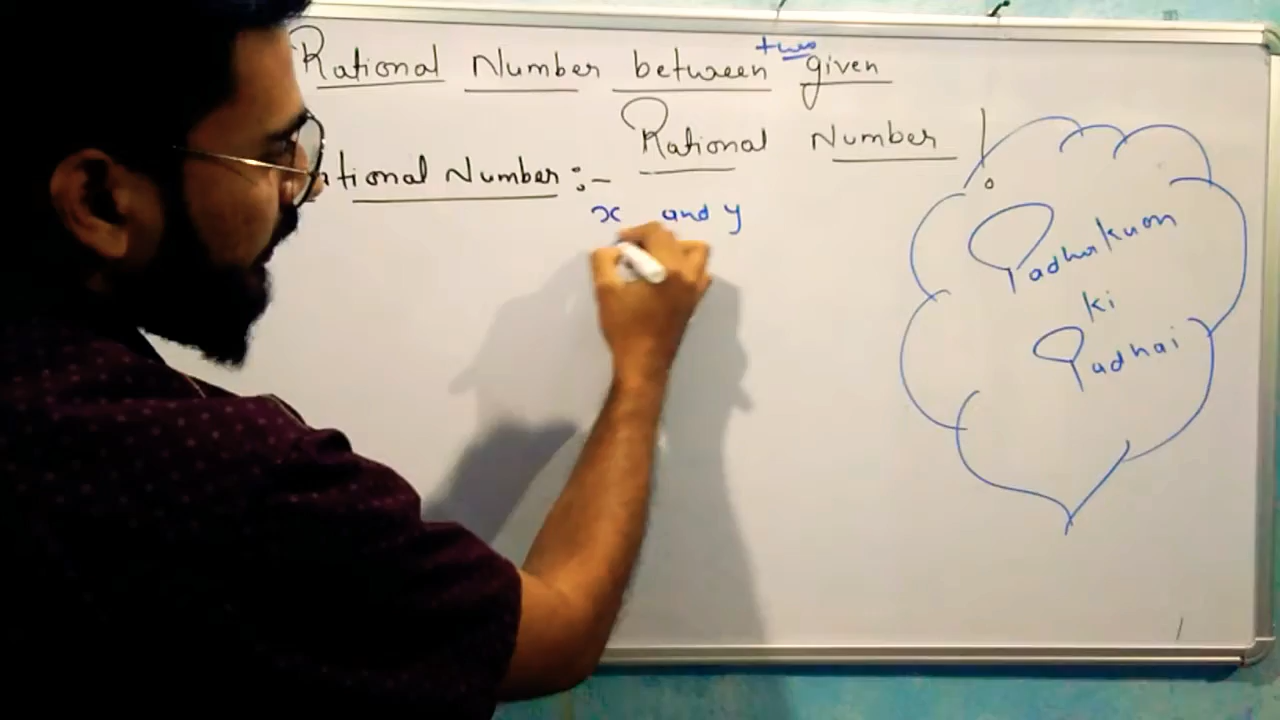 Rational Number between two given
Rational Number !
tional Number :-
x and y
Padhakuon
ki
Padhai